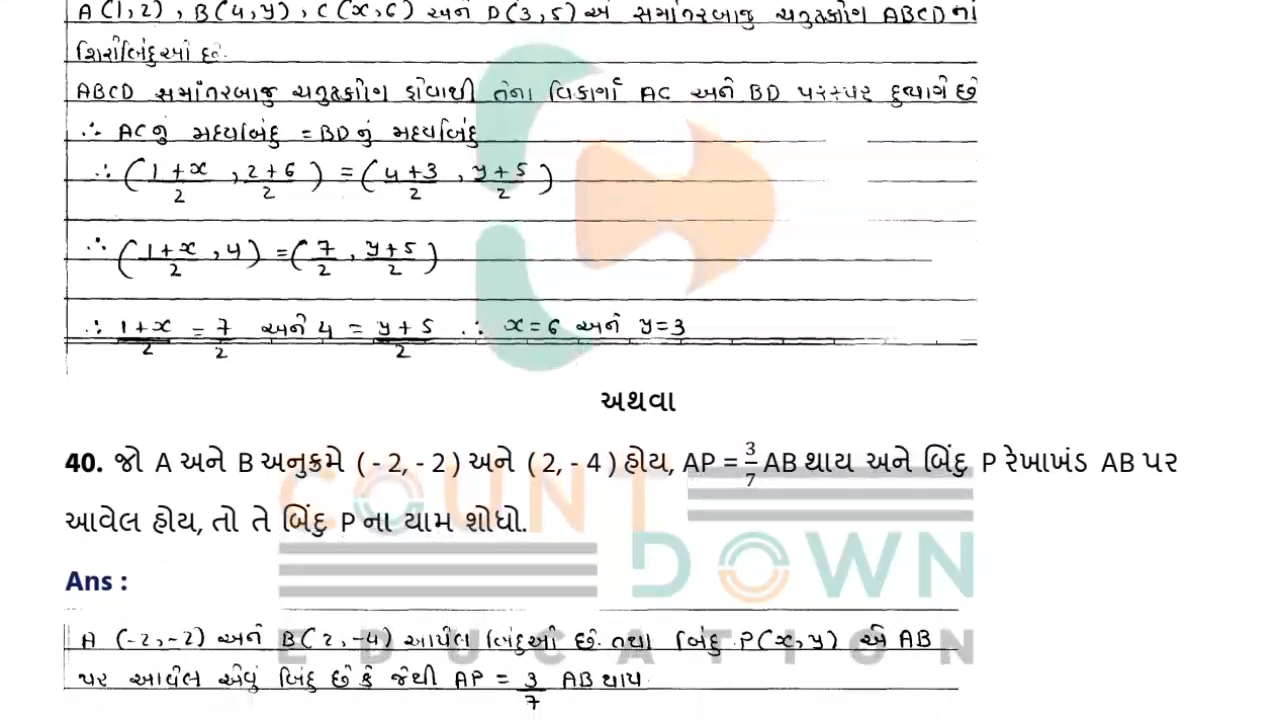 A(1,2), B(4,y), C(x,6) અને D(3,5) એ સમાંતરબાજુ ચતુષ્કોણ ABCD નાં
શિરોબિંદુઓ છે.
ABCD સમાંતરબાજુ ચતુષ્કોણ હોવાથી તેના વિકર્ણો AC અને BD પરસ્પર દુભાગે છે
∴ AC નું મધ્યબિંદુ = BD નું મધ્યબિંદુ
∴ (1+x/2, 2+6/2) = (4+3/2, y+5/2)
∴ (1+x/2, 4) = (7/2, y+5/2)
∴ 1+x/2 = 7/2 અને 4 = y+5/2 ∴ x=6 અને y=3
અથવા
40. જો A અને B અનુક્રમે (-2, -2) અને (2, -4) હોય, AP = 3/7 AB થાય અને બિંદુ P રેખાખંડ AB પર
આવેલ હોય, તો તે બિંદુ P ના યામ શોધો.
Ans :
A (-2,-2) અને B(2,-4) આપેલ બિંદુઓ છે. તથા બિંદુ P(x,y) એ AB
પર આવેલ એવું બિંદુ છે કે જેથી AP = 3/7 AB થાય
COUNT
DOWN
EDUCATION